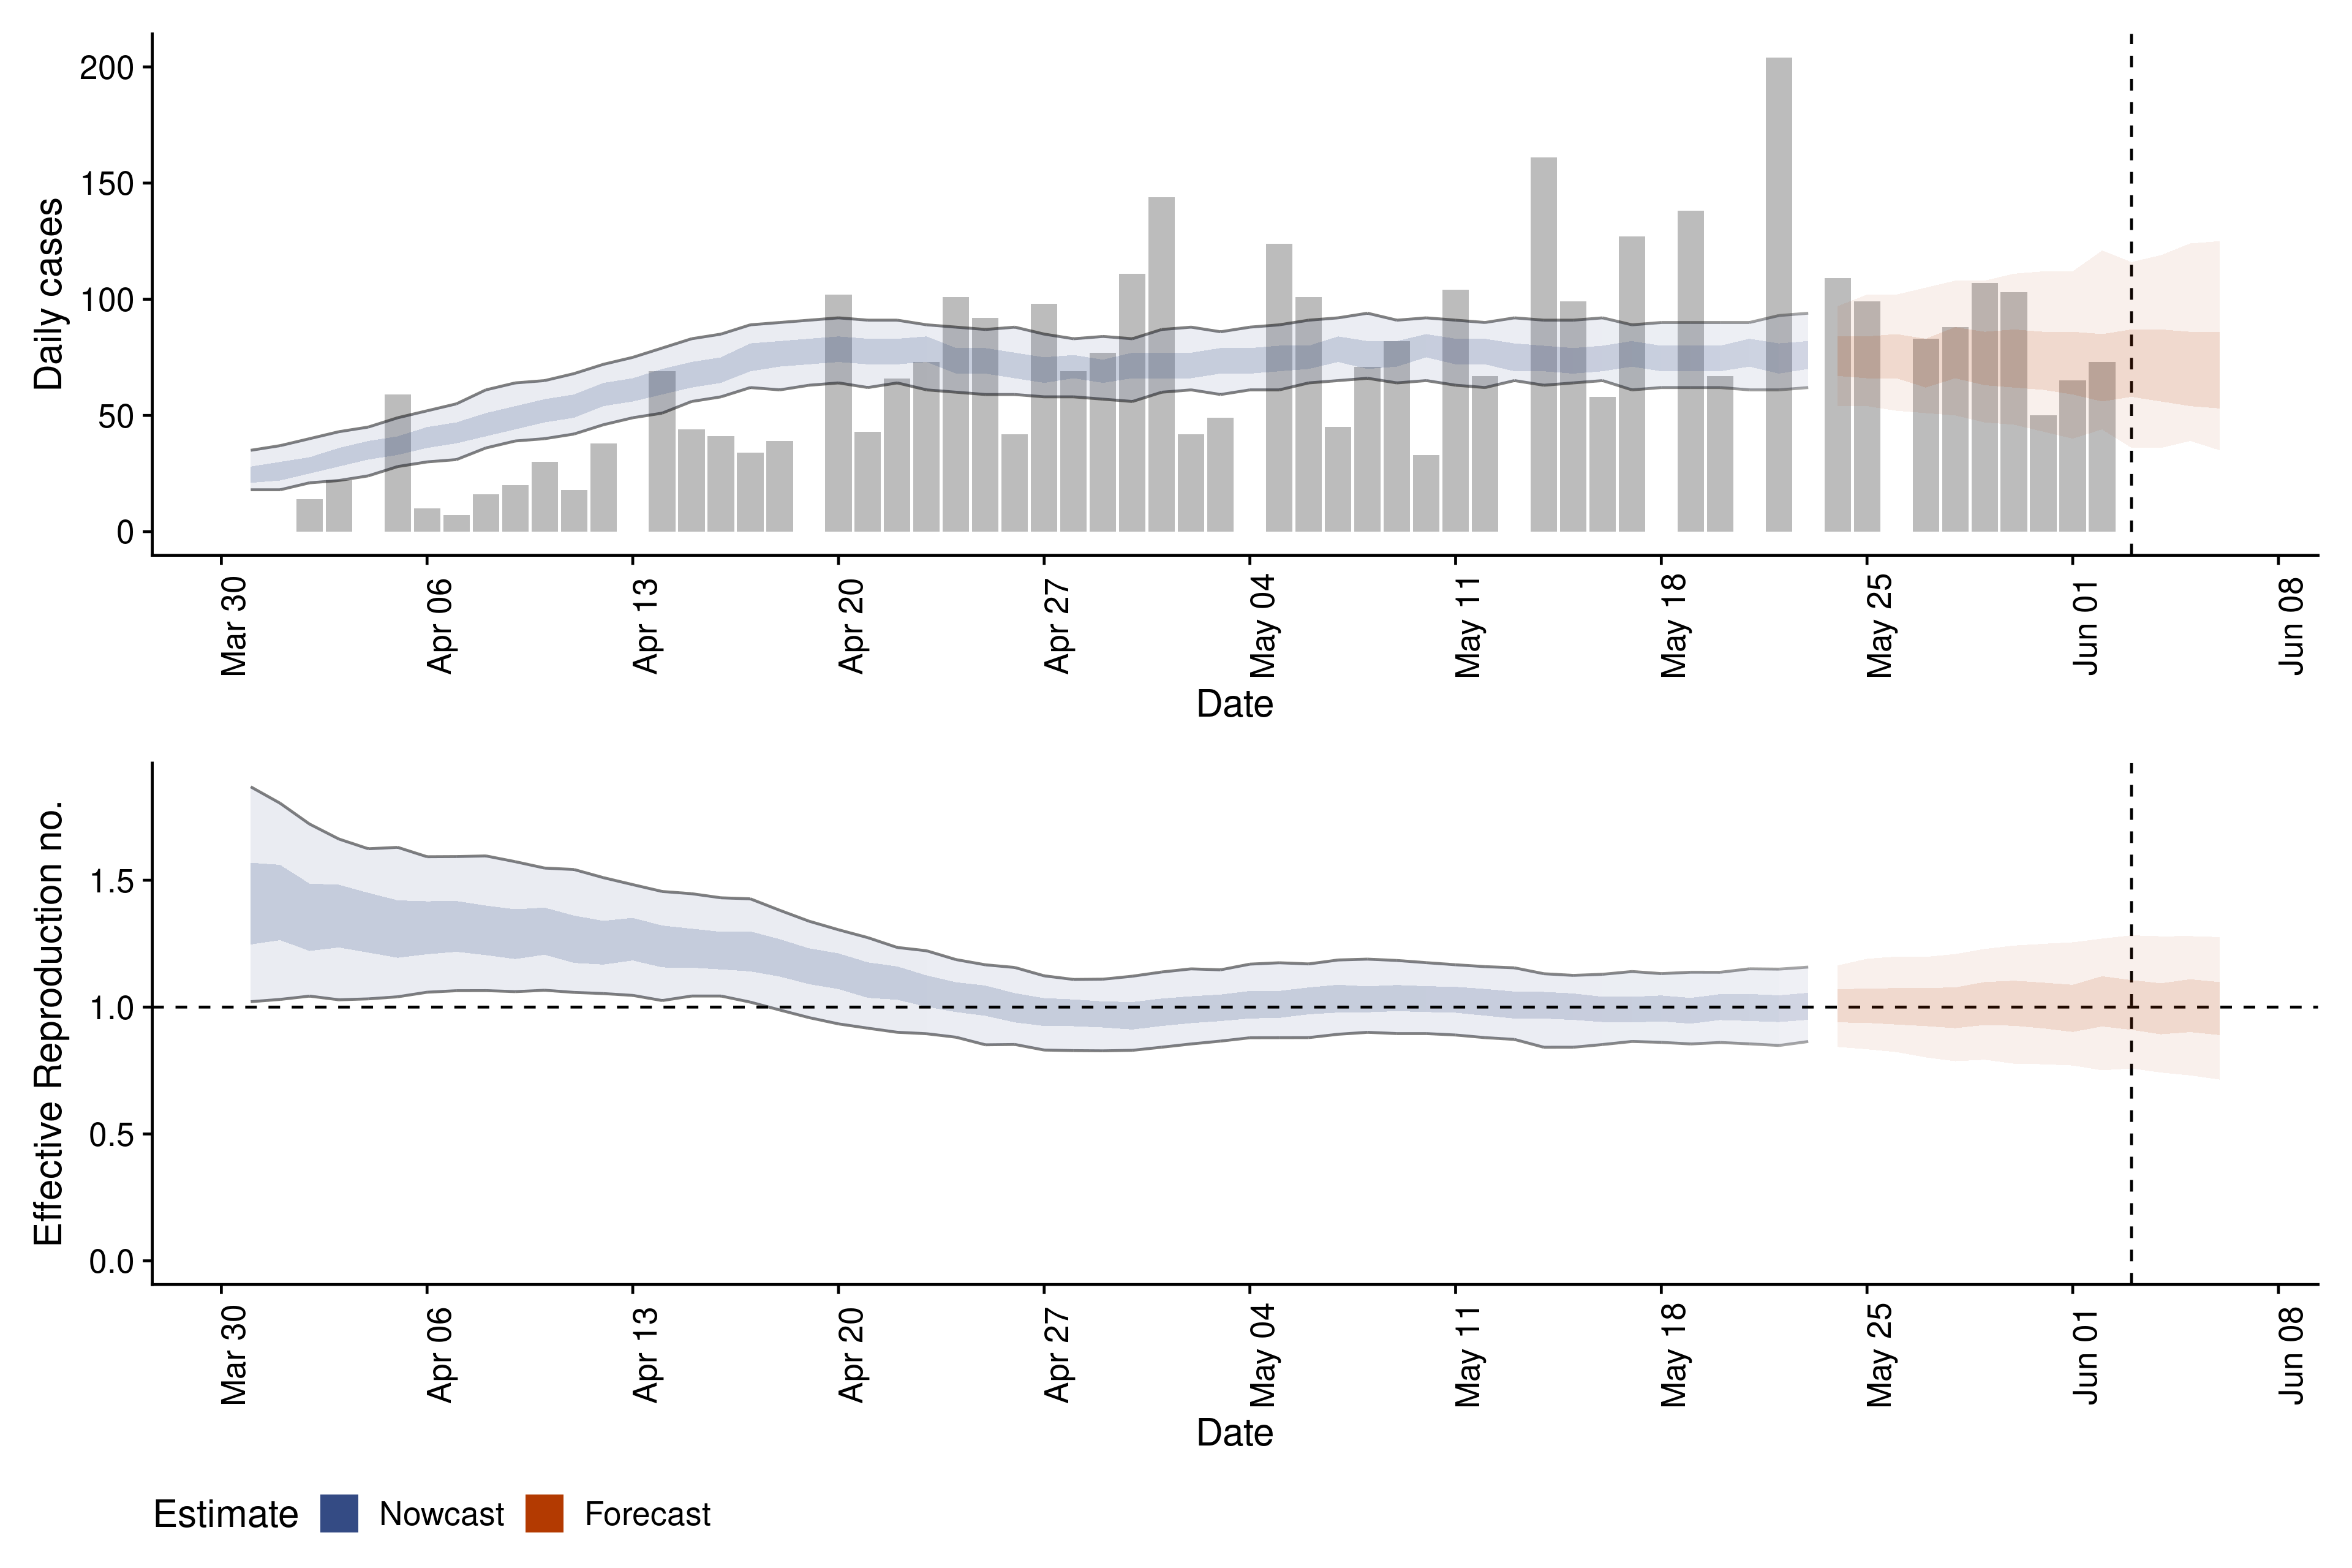 200
150
100
50
0
Daily cases
Mar 30
Apr 06
Apr 13
Apr 20
Apr 27
May 04
May 11
May 18
May 25
Jun 01
Jun 08
Date
1.5
1.0
0.5
0.0
Effective Reproduction no.
Mar 30
Apr 06
Apr 13
Apr 20
Apr 27
May 04
May 11
May 18
May 25
Jun 01
Jun 08
Date
Estimate Nowcast Forecast